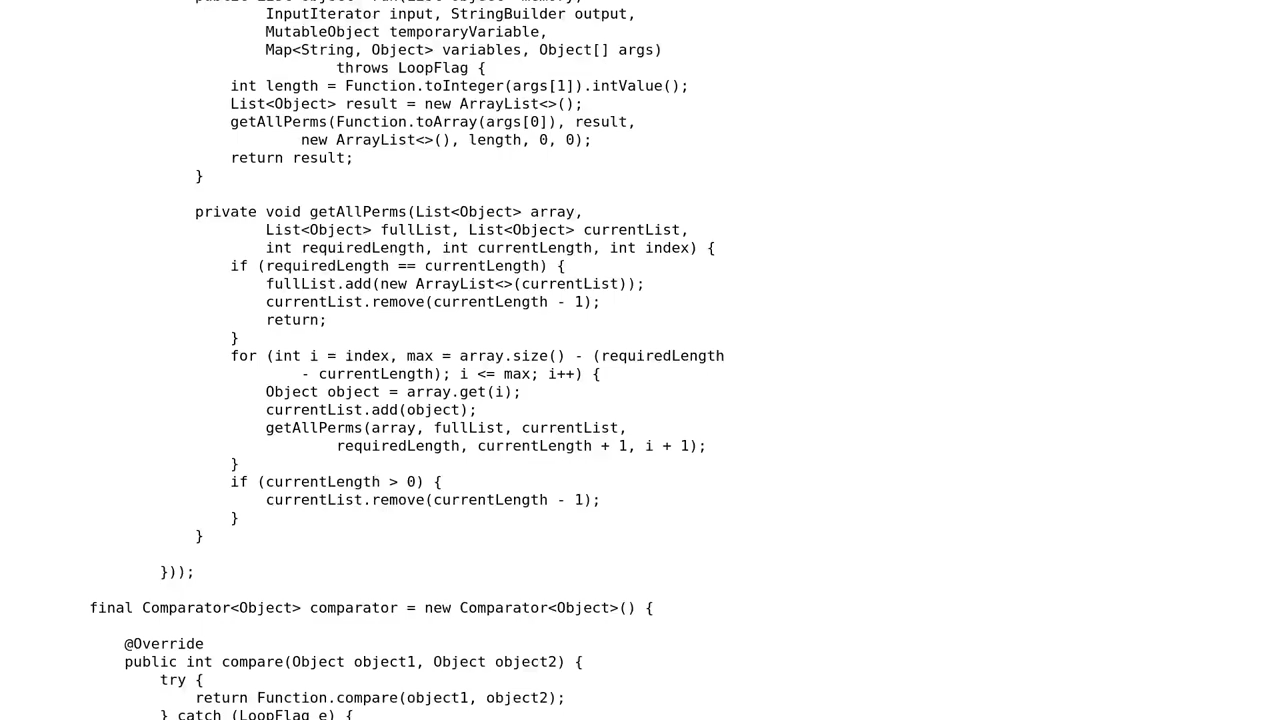 InputIterator input, StringBuilder output,
MutableObject temporaryVariable,
Map<String, Object> variables, Object[] args)
throws LoopFlag {
int length = Function.toInteger(args[1]).intValue();
List<Object> result = new ArrayList<>();
getAllPerms(Function.toArray(args[0]), result,
new ArrayList<>(), length, 0, 0);
return result;
}
private void getAllPerms(List<Object> array,
List<Object> fullList, List<Object> currentList,
int requiredLength, int currentLength, int index) {
if (requiredLength == currentLength) {
fullList.add(new ArrayList<>(currentList));
currentList.remove(currentLength - 1);
return;
}
for (int i = index, max = array.size() - (requiredLength
- currentLength); i <= max; i++) {
Object object = array.get(i);
currentList.add(object);
getAllPerms(array, fullList, currentList,
requiredLength, currentLength + 1, i + 1);
}
if (currentLength > 0) {
currentList.remove(currentLength - 1);
}
}
}));
final Comparator<Object> comparator = new Comparator<Object>() {
@Override
public int compare(Object object1, Object object2) {
try {
return Function.compare(object1, object2);
} catch (LoopFlag e) {